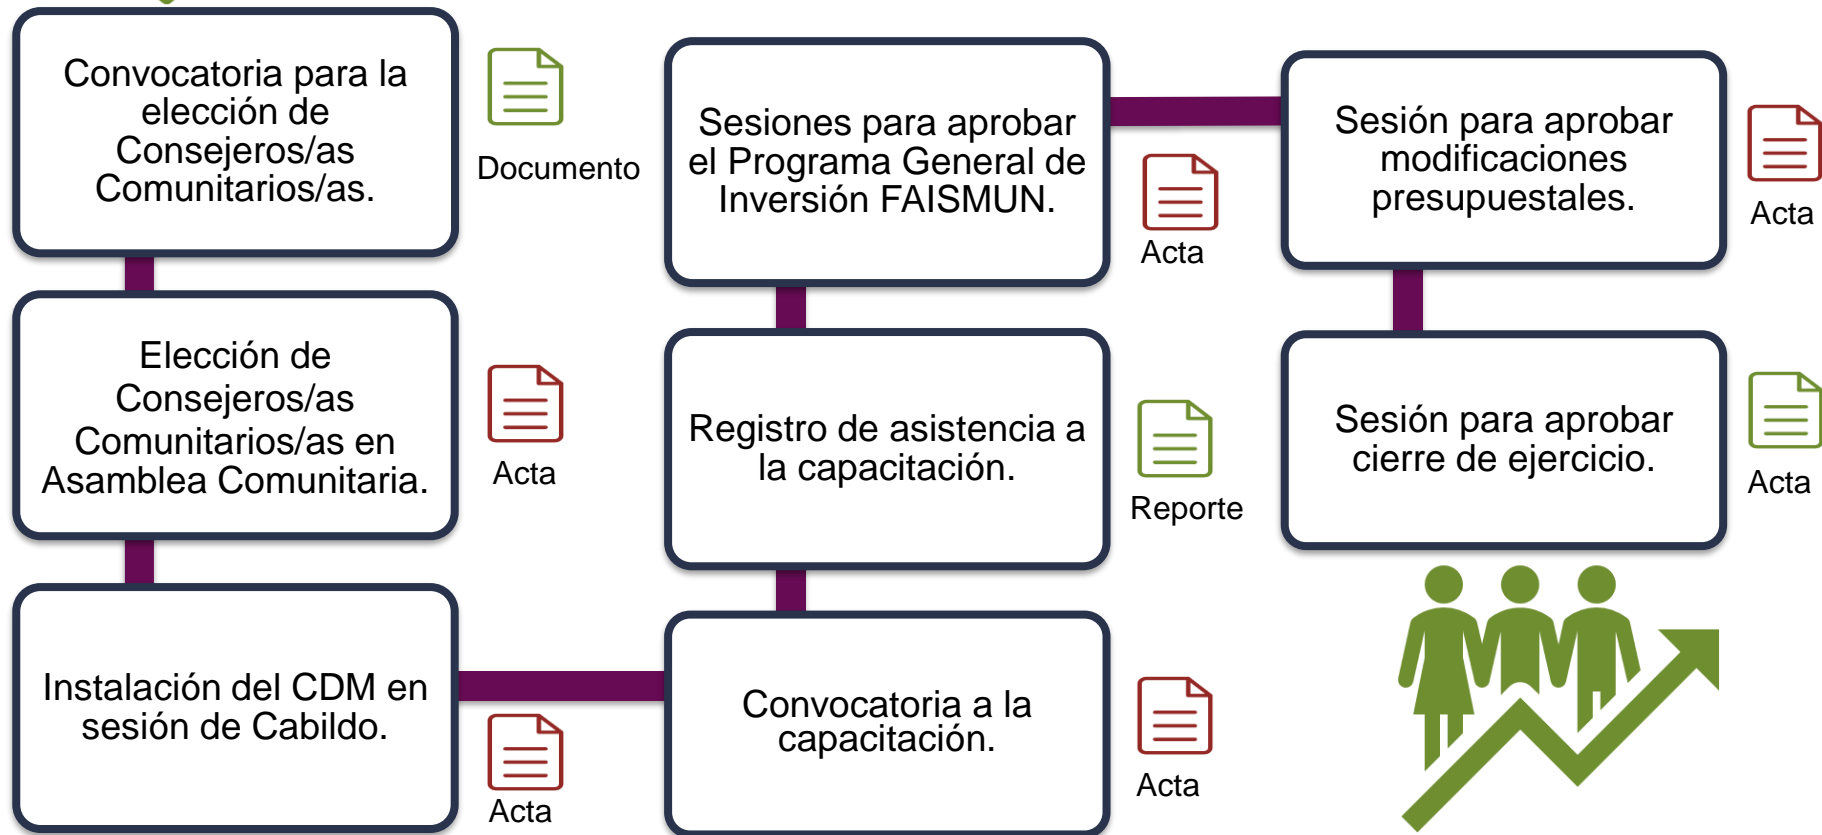 Convocatoria para la
elección de
Consejeros/as
Comunitarios/as.
Documento
Elección de
Consejeros/as
Comunitarios/as en
Asamblea Comunitaria.
Acta
Instalación del CDM en
sesión de Cabildo.
Acta
Convocatoria a la
capacitación.
Acta
Registro de asistencia a
la capacitación.
Reporte
Sesiones para aprobar
el Programa General de
Inversión FAISMUN.
Acta
Sesión para aprobar
modificaciones
presupuestales.
Acta
Sesión para aprobar
cierre de ejercicio.
Acta